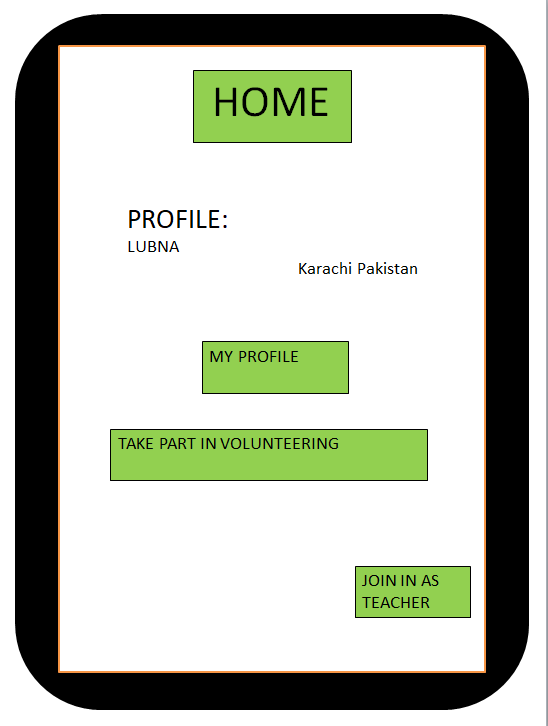 HOME
PROFILE:
LUBNA
Karachi Pakistan
MY PROFILE
TAKE PART IN VOLUNTEERING
JOIN IN AS
TEACHER